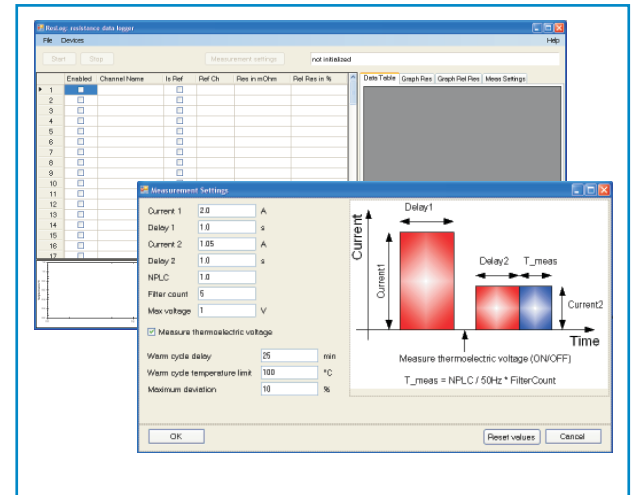 ResLog: resistance data logger
File Devices Help
Start Stop Measurement settings not initialized
Enabled Channel Name Is Ref Ref Ch Res in mOhm Rel Res in %
Data Table Graph Res Graph Rel Res Meas Settings
1
2
3
4
5
6
7
8
9
10
11
12
13
14
15
16
17
Measurement Settings
Current 1 2.0 A
Delay 1 1.0 s
Current 2 1.05 A
Delay 2 1.0 s
NPLC 1.0
Filter count 5
Max voltage 1 V
Measure thermoelectric voltage
Warm cycle delay 25 min
Warm cycle temperature limit 100 °C
Maximum deviation 10 %
Current
Delay1
Current1
Delay2 T_meas
Current2
Time
Measure thermoelectric voltage (ON/OFF)
T_meas = NPLC / 50Hz * FilterCount
OK Reset values Cancel